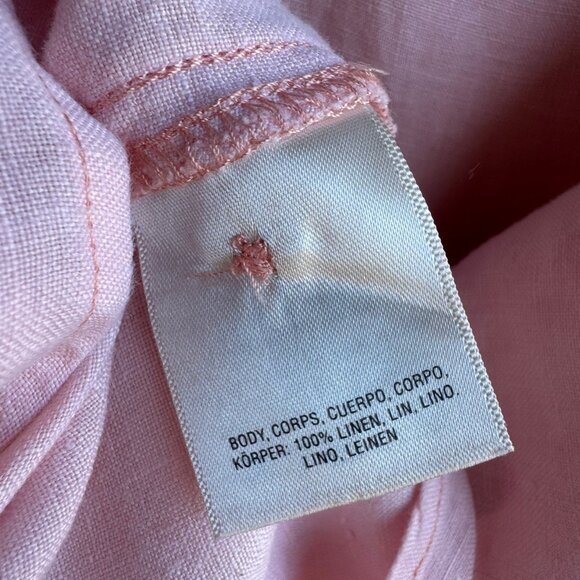 BODY, CORPS, CUERPO, CORPO,
KÖRPER: 100% LINEN, LIN, LINO,
LINO, LEINEN